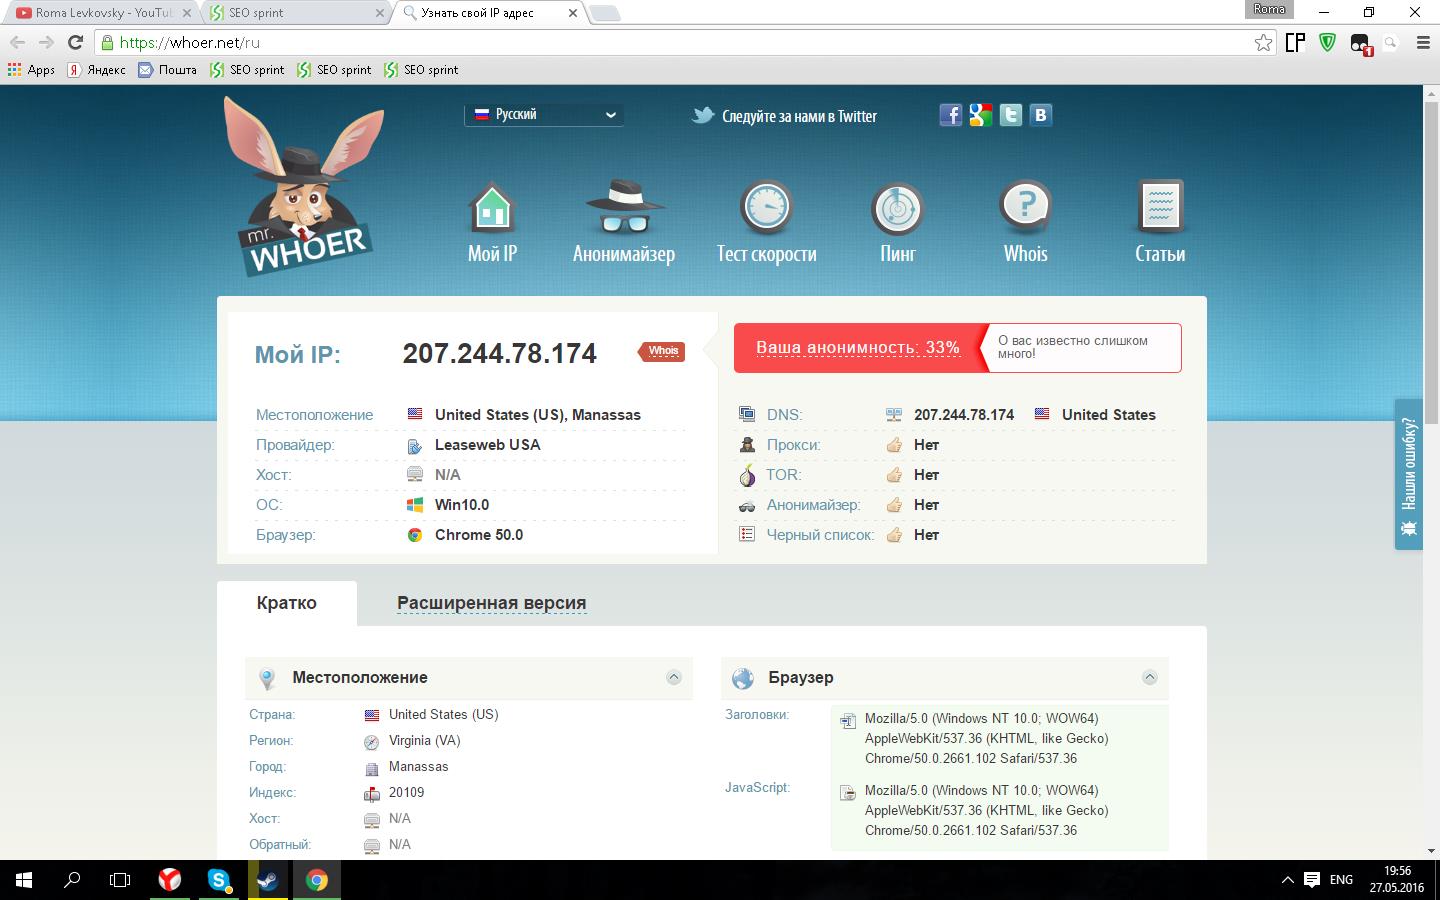 Roma Levkovsky - YouTub
SEO sprint
Узнать свой IP адрес
Roma
https://whoer.net/ru
1
Apps
Яндекс
Пошта
SEO sprint
SEO sprint
SEO sprint
mr.
WHOER
Русский
Следуйте за нами в Twitter
Мой IP
Анонимайзер
Тест скорости
Пинг
Whois
Статьи
Мой IP:
207.244.78.174
Whois
Ваша анонимность: 33%
О вас известно слишком
много!
Местоположение
United States (US), Manassas
Провайдер:
Leaseweb USA
Хост:
N/A
ОС:
Win10.0
Браузер:
Chrome 50.0
DNS:
207.244.78.174
United States
Прокси:
Нет
TOR:
Нет
Анонимайзер:
Нет
Черный список:
Нет
Нашли ошибку?
Кратко
Расширенная версия
Местоположение
Страна:
United States (US)
Регион:
Virginia (VA)
Город:
Manassas
Индекс:
20109
Хост:
N/A
Обратный:
N/A
Браузер
Заголовки:
Mozilla/5.0 (Windows NT 10.0; WOW64)
AppleWebKit/537.36 (KHTML, like Gecko)
Chrome/50.0.2661.102 Safari/537.36
JavaScript:
Mozilla/5.0 (Windows NT 10.0; WOW64)
AppleWebKit/537.36 (KHTML, like Gecko)
Chrome/50.0.2661.102 Safari/537.36
ENG
19:56
27.05.2016